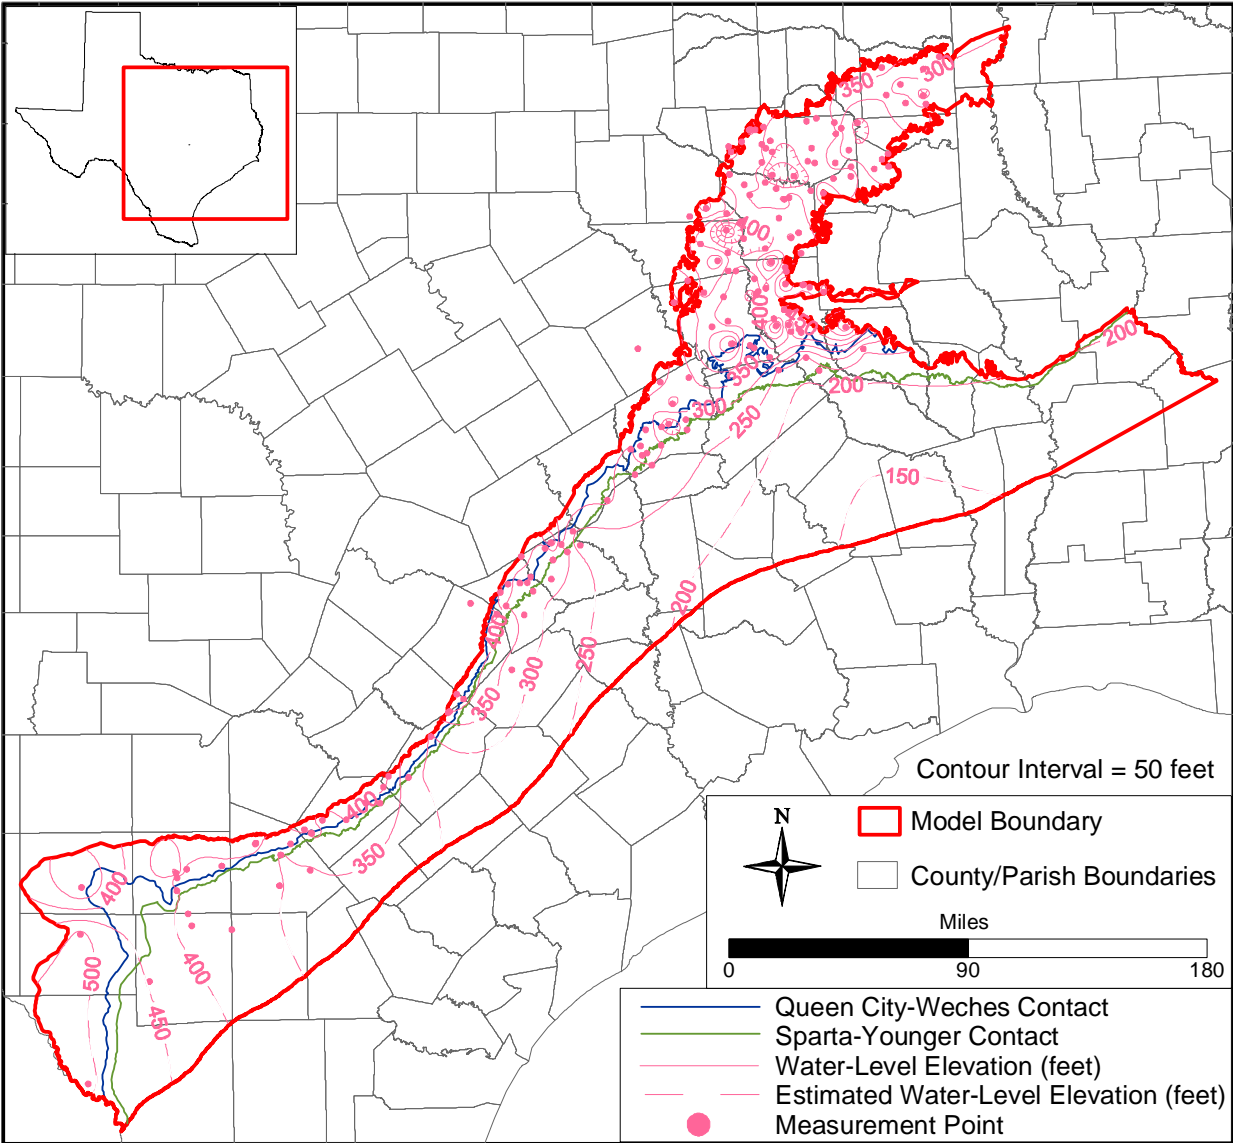 350
300
400
400
350
200
200
300
250
150
200
400
250
300
350
400
350
400
500
400
450
Contour Interval = 50 feet
N
Model Boundary
County/Parish Boundaries
Miles
0 90 180
Queen City-Weches Contact
Sparta-Younger Contact
Water-Level Elevation (feet)
Estimated Water-Level Elevation (feet)
Measurement Point